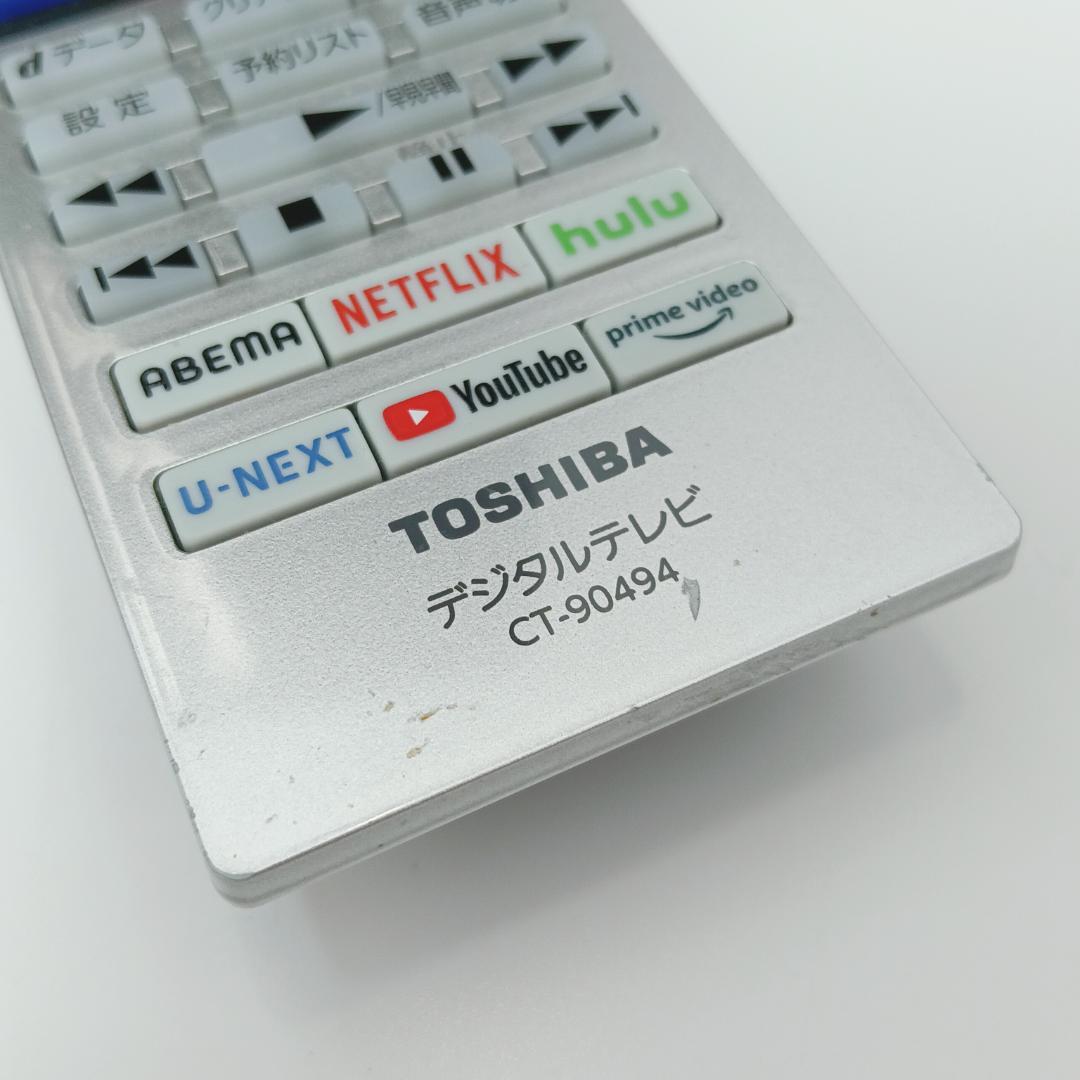 dデータ
設定
予約リスト
/早見早聞
ABEMA
NETFLIX
hulu
U-NEXT
YouTube
prime video
TOSHIBA
デジタルテレビ
CT-90494